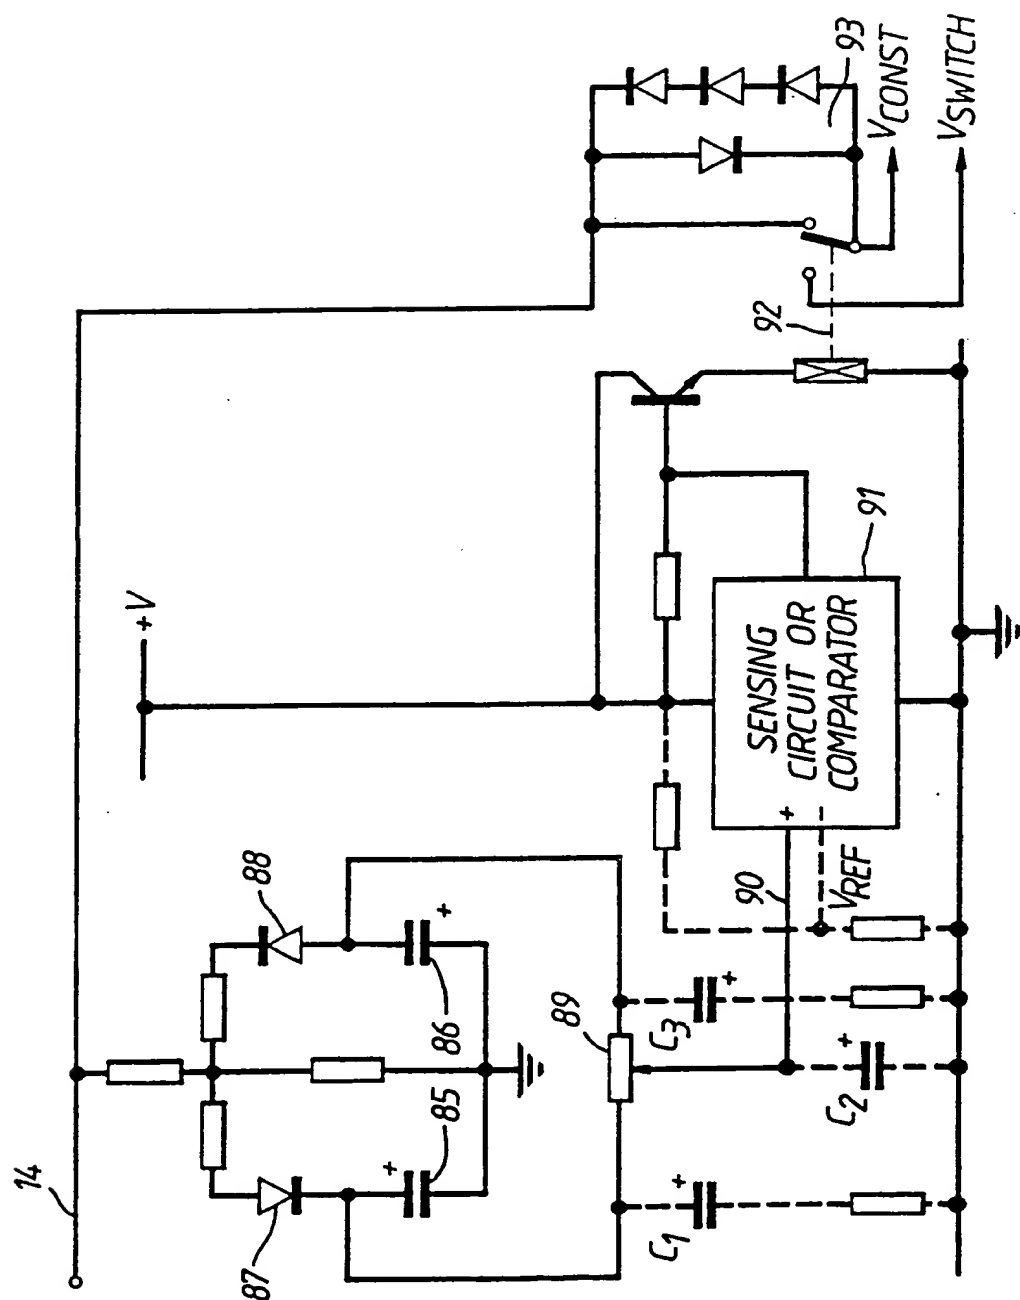 14
+V
87
88
85
86
+
+
89
90
91
92
93
SENSING
CIRCUIT OR
COMPARATOR
+
−
VREF
C1
+
C2
+
C3
+
VCONST
VSWITCH